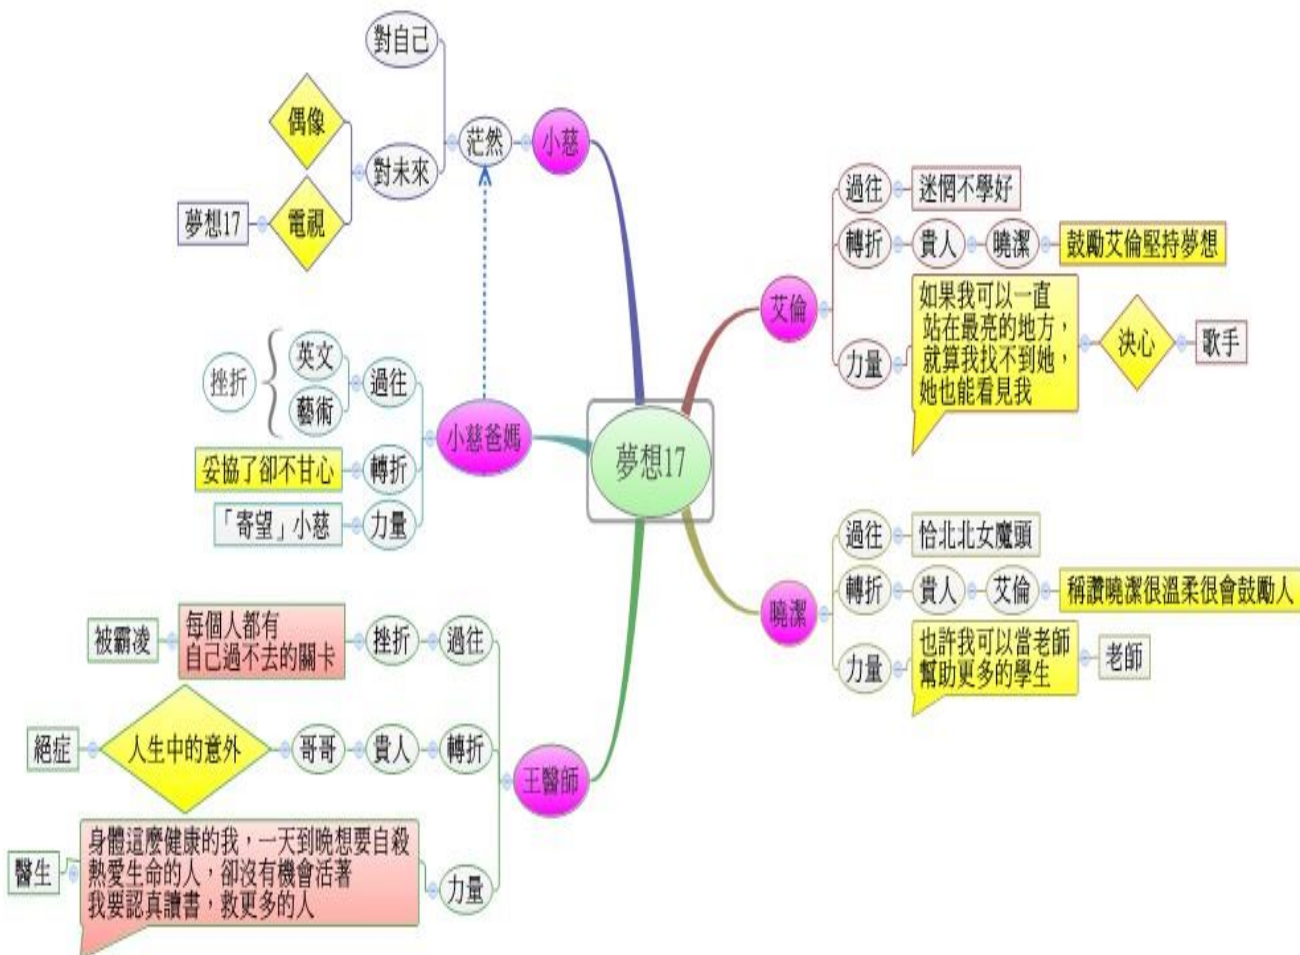 夢想17
小慈
茫然
對自己
對未來
偶像
電視
夢想17
小慈爸媽
過往
英文
藝術
挫折
轉折
妥協了卻不甘心
力量
「寄望」小慈
王醫師
過往
挫折
每個人都有
自己過不去的關卡
被霸凌
轉折
貴人
哥哥
人生中的意外
絕症
力量
身體這麼健康的我，一天到晚想要自殺
熱愛生命的人，卻沒有機會活著
我要認真讀書，救更多的人
醫生
艾倫
過往
迷惘不學好
轉折
貴人
曉潔
鼓勵艾倫堅持夢想
力量
如果我可以一直
站在最亮的地方，
就算我找不到她，
她也能看見我
決心
歌手
曉潔
過往
恰北北女魔頭
轉折
貴人
艾倫
稱讚曉潔很溫柔很會鼓勵人
力量
也許我可以當老師
幫助更多的學生
老師